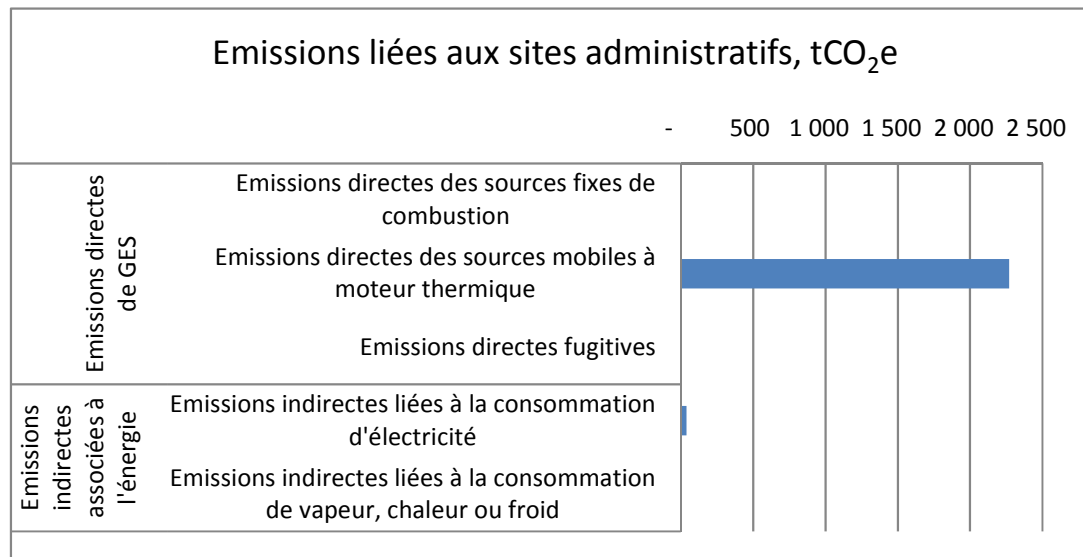 Emissions liées aux sites administratifs, tCO₂e
- 500 1 000 1 500 2 000 2 500
Emissions directes
de GES
Emissions directes des sources fixes de
combustion
Emissions directes des sources mobiles à
moteur thermique
Emissions directes fugitives
Emissions
indirectes
associées à
l'énergie
Emissions indirectes liées à la consommation
d'électricité
Emissions indirectes liées à la consommation
de vapeur, chaleur ou froid